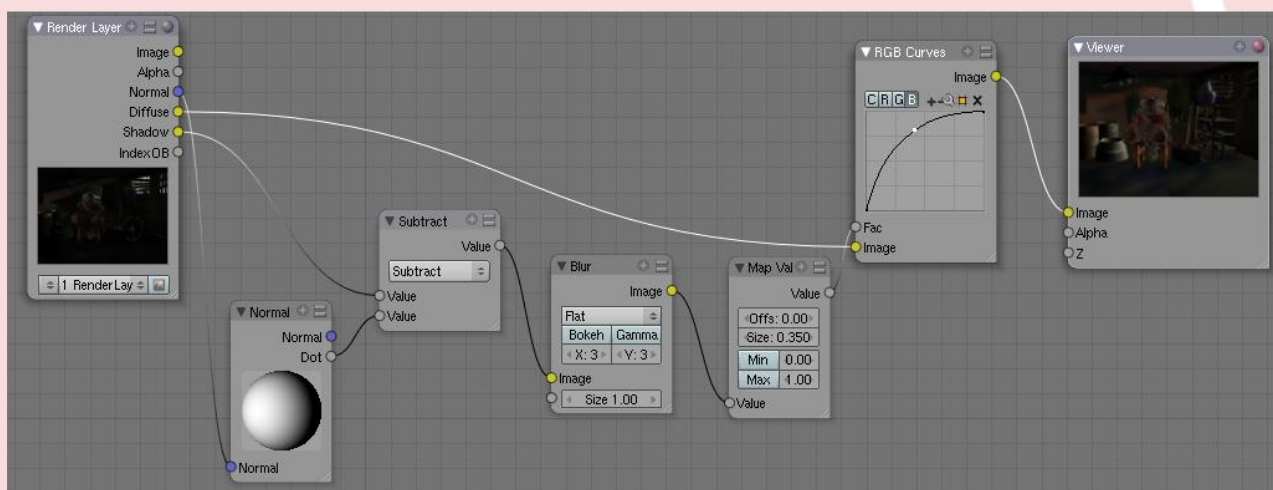 Render Layer
Image
Alpha
Normal
Diffuse
Shadow
IndexOB
1 RenderLay
Normal
Normal
Dot
Normal
Subtract
Value
Subtract
Value
Value
Blur
Image
Flat
Bokeh Gamma
X: 3 Y: 3
Image
Size 1.00
Map Val
Value
Offs: 0.00
Size: 0.350
Min 0.00
Max 1.00
Value
RGB Curves
Image
C R G B
Fac
Image
Viewer
Image
Alpha
Z